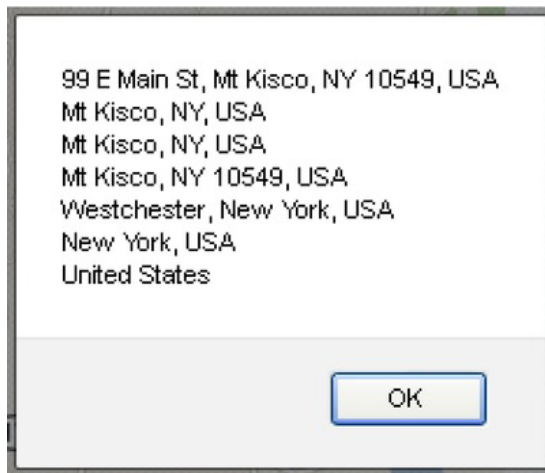 99 E Main St, Mt Kisco, NY 10549, USA
Mt Kisco, NY, USA
Mt Kisco, NY, USA
Mt Kisco, NY 10549, USA
Westchester, New York, USA
New York, USA
United States
OK